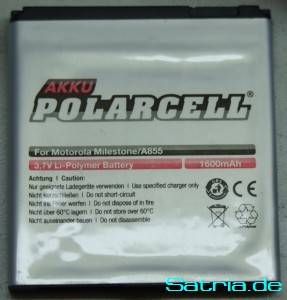 AKKU
POLARCELL®
For Motorola Milestone/A855
3,7V Li-Polymer Battery 1600mAh
Achtung / Caution
Nur geeignete Ladegeräte verwenden / Use specified charger only
Nicht kurzschließen / Do not short-circuit
Nicht über 60°C lagern / Do not store over 60°C
Nicht ins Feuer werfen / Do not dispose of in fire
Nicht auseinander bauen / Do not dismantle
Satria.de